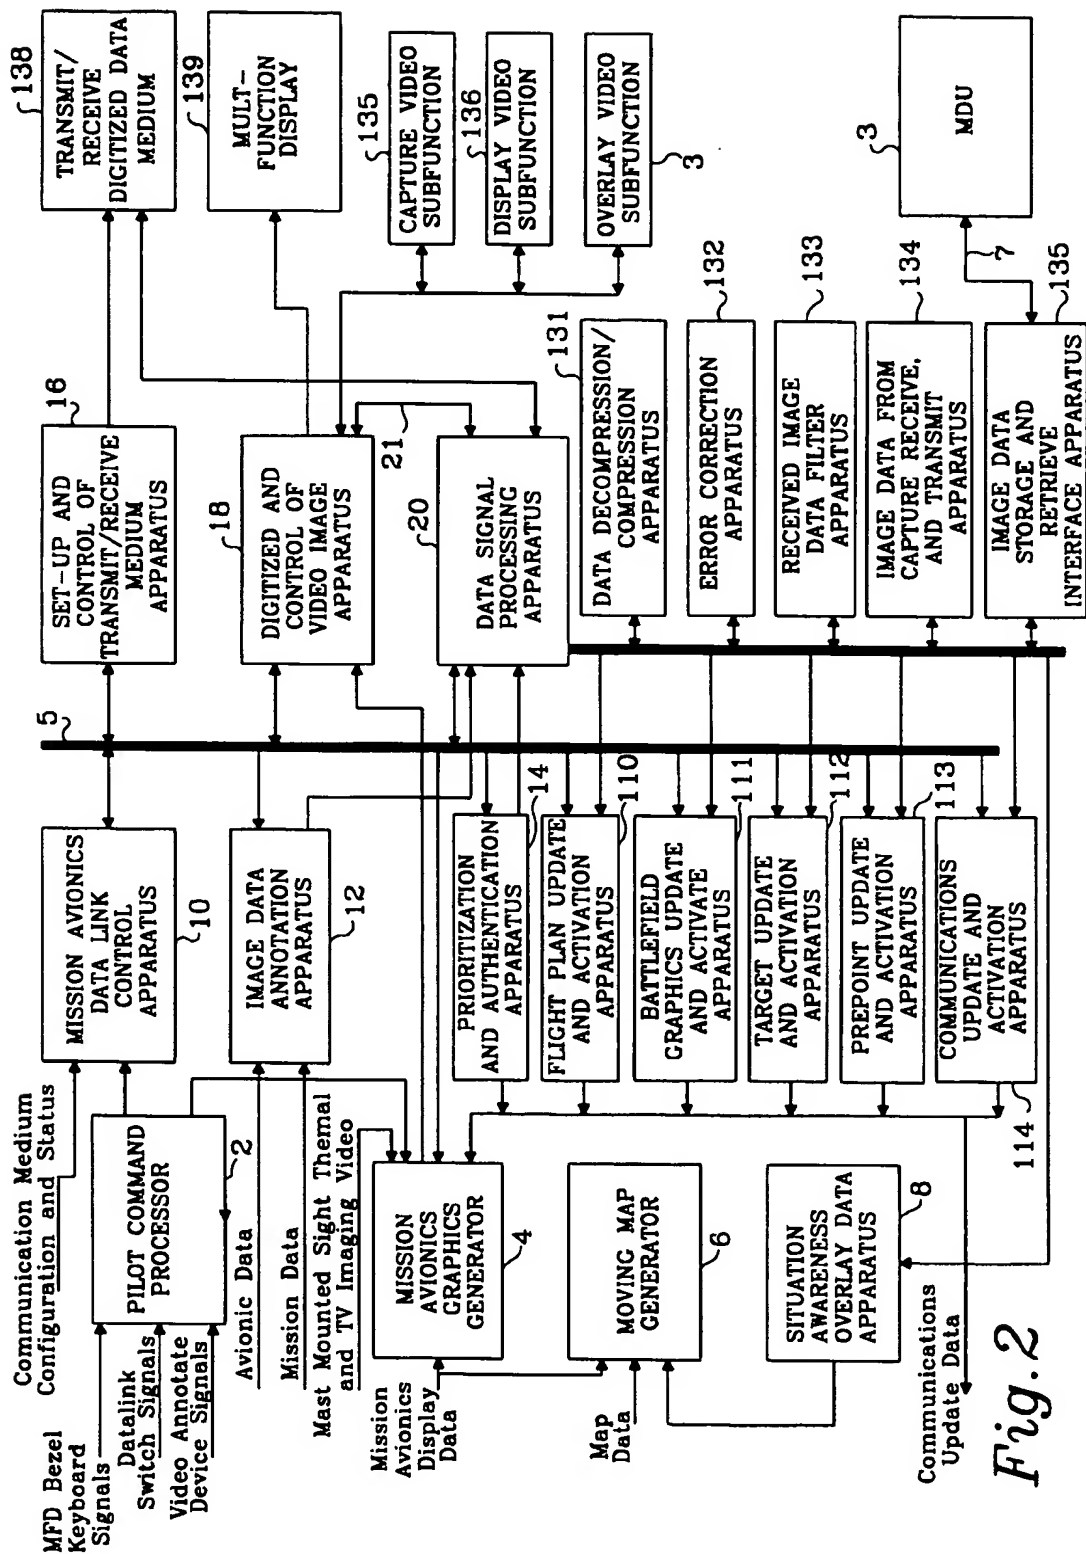 MFD Bezel
Keyboard
Signals
Datalink
Switch Signals
Video Annotate
Device Signals
Communication Medium
Configuration and Status
PILOT COMMAND
PROCESSOR
2
Avionic Data
Mission Data
Mast Mounted Sight Themal
and TV Imaging Video
Mission
Avionics
Display
Data
Map
Data
MISSION
AVIONICS
GRAPHICS
GENERATOR
4
MOVING MAP
GENERATOR
6
SITUATION
AWARENESS
OVERLAY DATA
APPARATUS
8
Communications
Update Data
MISSION AVIONICS
DATA LINK
CONTROL
APPARATUS
10
IMAGE DATA
ANNOTATION
APPARATUS
12
PRIORITIZATION
AND AUTHENTICATION
APPARATUS
14
FLIGHT PLAN UPDATE
AND ACTIVATION
APPARATUS
110
BATTLEFIELD
GRAPHICS UPDATE
AND ACTIVATE
APPARATUS
111
TARGET UPDATE
AND ACTIVATION
APPARATUS
112
PREPOINT UPDATE
AND ACTIVATION
APPARATUS
113
COMMUNICATIONS
UPDATE AND
ACTIVATION
APPARATUS
114
5
SET-UP AND
CONTROL OF
TRANSMIT/RECEIVE
MEDIUM
APPARATUS
16
DIGITIZED AND
CONTROL OF
VIDEO IMAGE
APPARATUS
18
21
DATA SIGNAL
PROCESSING
APPARATUS
20
DATA DECOMPRESSION/
COMPRESSION
APPARATUS
131
ERROR CORRECTION
APPARATUS
132
RECEIVED IMAGE
DATA FILTER
APPARATUS
133
IMAGE DATA FROM
CAPTURE RECEIVE,
AND TRANSMIT
APPARATUS
134
IMAGE DATA
STORAGE AND
RETRIEVE
INTERFACE APPARATUS
135
TRANSMIT/
RECEIVE
DIGITIZED DATA
MEDIUM
138
MULT-
FUNCTION
DISPLAY
139
CAPTURE VIDEO
SUBFUNCTION
135
DISPLAY VIDEO
SUBFUNCTION
136
OVERLAY VIDEO
SUBFUNCTION
3
MDU
3
7
Fig.2